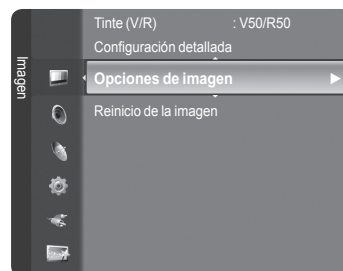 Imagen
Tinte (V/R) : V50/R50
Configuración detallada
Opciones de imagen
Reinicio de la imagen